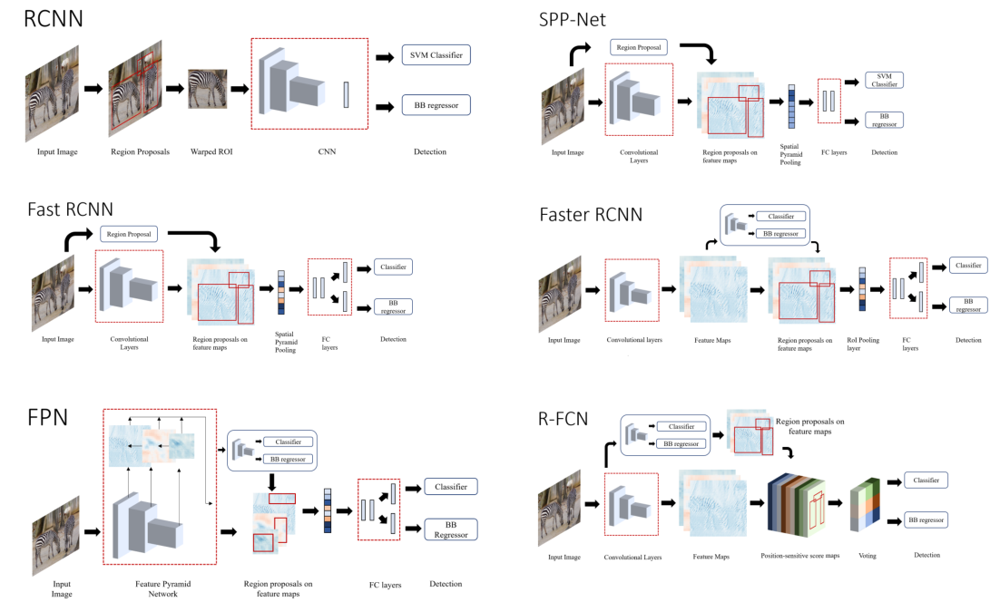 RCNN
SVM Classifier
BB regressor
Input Image
Region Proposals
Warped ROI
CNN
Detection
SPP-Net
Region Proposal
SVM
Classifier
BB
regressor
Input Image
Convolutional
Layers
Region proposals on
feature maps
Spatial
Pyramid
Pooling
FC layers
Detection
Fast RCNN
Region Proposal
Classifier
BB
regressor
Input Image
Convolutional
Layers
Region proposals on
feature maps
Spatial
Pyramid
Pooling
FC
layers
Detection
Faster RCNN
Classifier
BB regressor
Classifier
BB
regressor
Input Image
Convolutional layers
Feature Maps
Region proposals on
feature maps
RoI Pooling
layer
FC
layers
Detection
FPN
Classifier
BB regressor
Classifier
BB
Regressor
Input
Image
Feature Pyramid
Network
Region proposals on
feature maps
FC layers
Detection
R-FCN
Classifier
BB regressor
Region proposals on
feature maps
Classifier
BB regressor
Input Image
Convolutional Layers
Feature Maps
Position-sensitive score maps
Voting
Detection